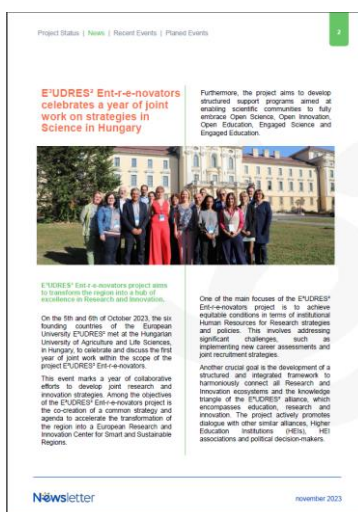 Project Status | News | Recent Events | Planed Events
2
E³UDRES² Ent-r-e-novators
celebrates a year of joint
work on strategies in
Science in Hungary
Furthermore, the project aims to develop
structured support programs aimed at
enabling scientific communities to fully
embrace Open Science, Open Innovation,
Open Education, Engaged Science and
Engaged Education.
E³UDRES² Ent-r-e-novators project aims
to transform the region into a hub of
excellence in Research and Innovation.
On the 5th and 6th of October 2023, the six
founding countries of the European
University E³UDRES² met at the Hungarian
University of Agriculture and Life Sciences,
in Hungary, to celebrate and discuss the first
year of joint work within the scope of the
project E³UDRES² Ent-r-e-novators.
This event marks a year of collaborative
efforts to develop joint research and
innovation strategies. Among the objectives
of the E³UDRES² Ent-r-e-novators project is
the co-creation of a common strategy and
agenda to accelerate the transformation of
the region into a European Research and
Innovation Center for Smart and Sustainable
Regions.
One of the main focuses of the E³UDRES²
Ent-r-e-novators project is to achieve
equitable conditions in terms of institutional
Human Resources for Research strategies
and policies. This involves addressing
significant challenges, such as
implementing new career assessments and
joint recruitment strategies.
Another crucial goal is the development of a
structured and integrated framework to
harmoniously connect all Research and
Innovation ecosystems and the knowledge
triangle of the E³UDRES² alliance, which
encompasses education, research and
innovation. The project actively promotes
dialogue with other similar alliances, Higher
Education Institutions (HEIs), HEI
associations and political decision-makers.
Newsletter
november 2023